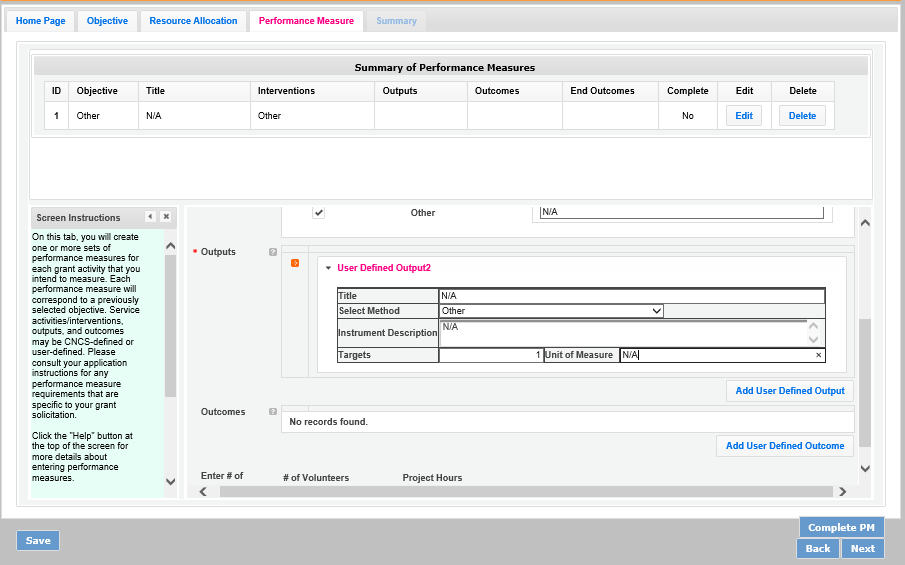 Home Page Objective Resource Allocation Performance Measure Summary
Summary of Performance Measures
ID Objective Title Interventions Outputs Outcomes End Outcomes Complete Edit Delete
1 Other N/A Other No Edit Delete
Screen Instructions
On this tab, you will create
one or more sets of
performance measures for
each grant activity that you
intend to measure. Each
performance measure will
correspond to a previously
selected objective. Service
activities/interventions,
outputs, and outcomes
may be CNCS-defined or
user-defined. Please
consult your application
instructions for any
performance measure
requirements that are
specific to your grant
solicitation.
Click the "Help" button at
the top of the screen for
more details about
entering performance
measures.
Other N/A
* Outputs ?
User Defined Output2
Title N/A
Select Method Other
Instrument Description N/A
Targets 1 Unit of Measure N/A
Add User Defined Output
Outcomes ?
No records found.
Add User Defined Outcome
Enter # of # of Volunteers Project Hours
Save
Complete PM
Back Next